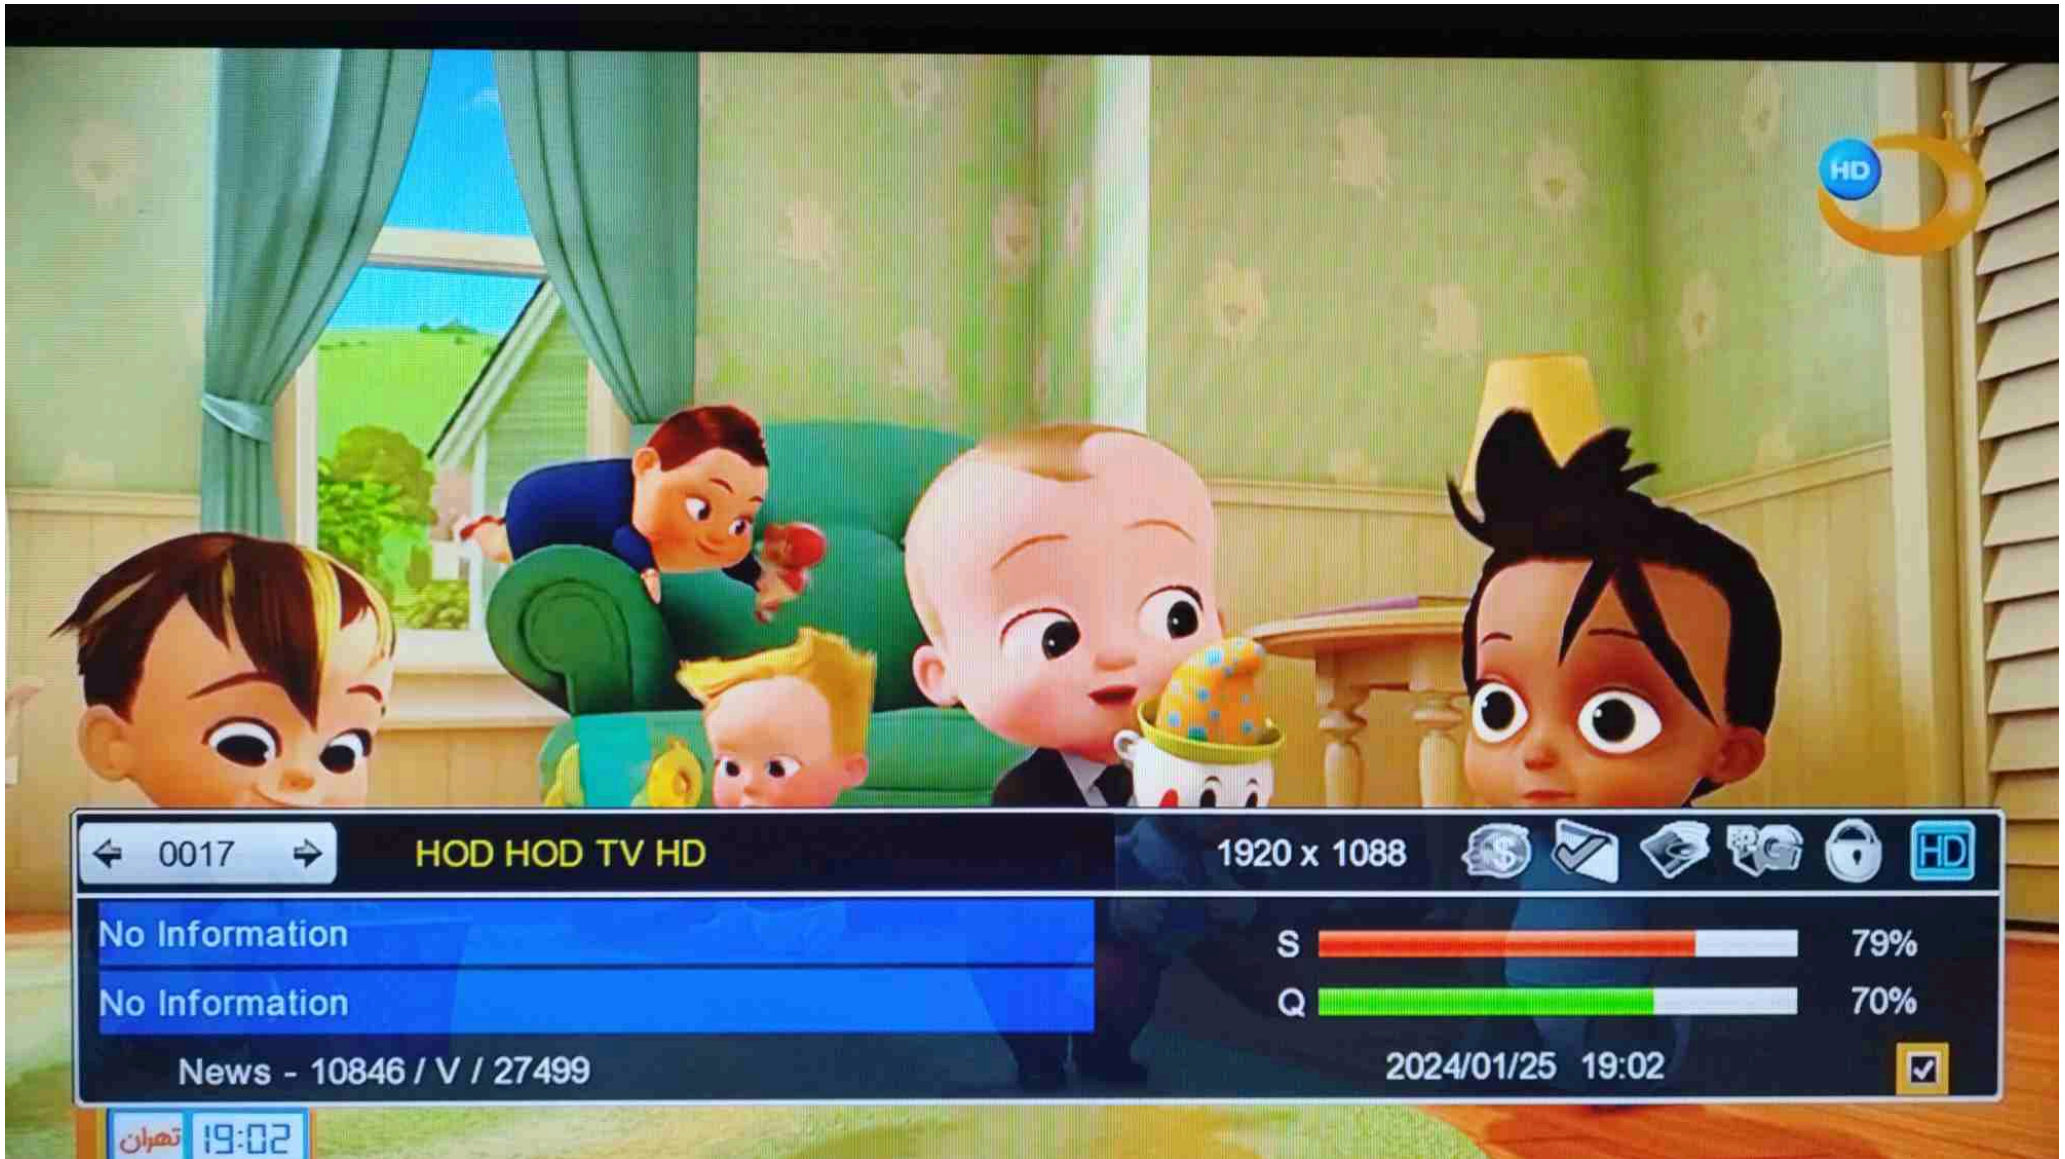 HD
0017
HOD HOD TV HD
1920 x 1088
HD
No Information
S 79%
No Information
Q 70%
News - 10846 / V / 27499
2024/01/25 19:02
تهران 19:02